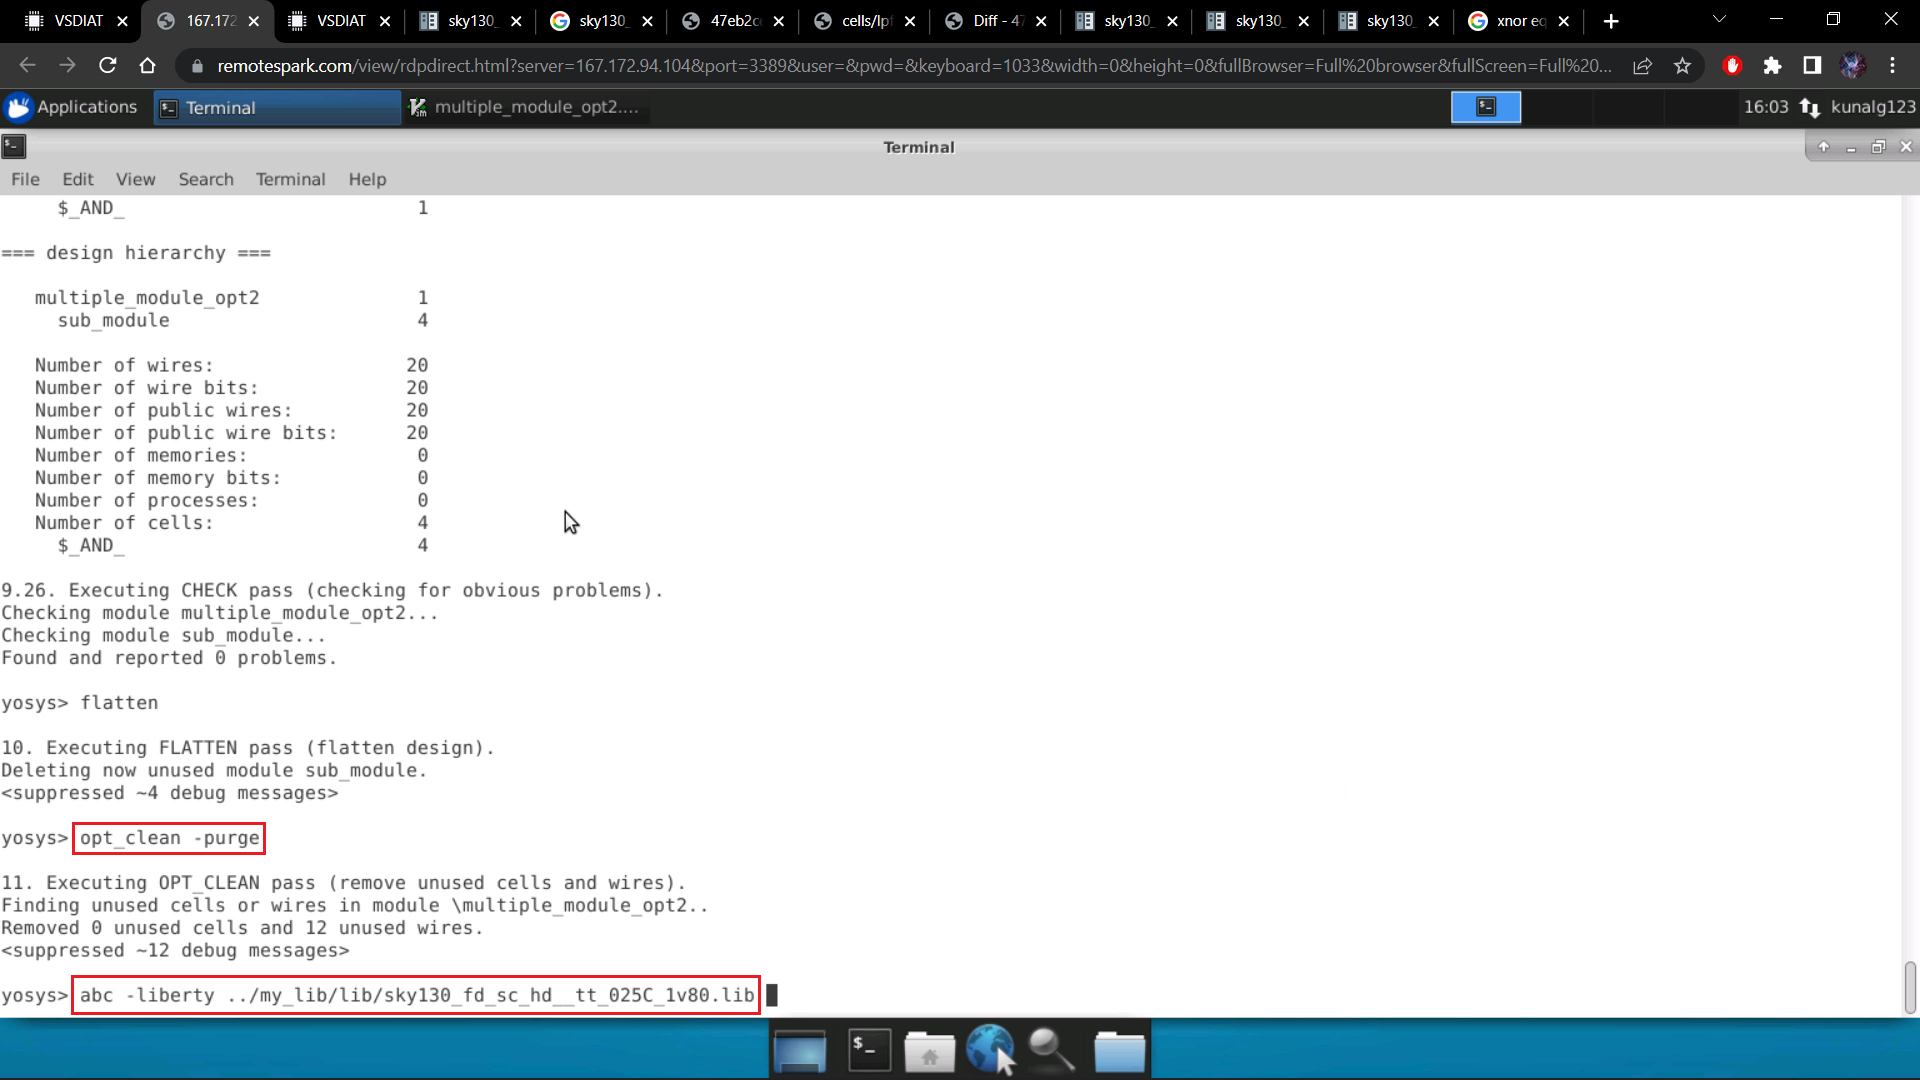 VSDIAT
167.172
VSDIAT
sky130_
sky130_
47eb2c
cells/lpf
Diff - 47
sky130_
sky130_
sky130_
xnor eq
remotespark.com/view/rdpdirect.html?server=167.172.94.104&port=3389&user=&pwd=&keyboard=1033&width=0&height=0&fullBrowser=Full%20browser&fullScreen=Full%20...
Applications
Terminal
multiple_module_opt2....
16:03
kunalg123
Terminal
File Edit View Search Terminal Help
$_AND_ 1
=== design hierarchy ===
multiple_module_opt2 1
sub_module 4
Number of wires: 20
Number of wire bits: 20
Number of public wires: 20
Number of public wire bits: 20
Number of memories: 0
Number of memory bits: 0
Number of processes: 0
Number of cells: 4
$_AND_ 4
9.26. Executing CHECK pass (checking for obvious problems).
Checking module multiple_module_opt2...
Checking module sub_module...
Found and reported 0 problems.
yosys> flatten
10. Executing FLATTEN pass (flatten design).
Deleting now unused module sub_module.
<suppressed ~4 debug messages>
yosys> opt_clean -purge
11. Executing OPT_CLEAN pass (remove unused cells and wires).
Finding unused cells or wires in module \multiple_module_opt2..
Removed 0 unused cells and 12 unused wires.
<suppressed ~12 debug messages>
yosys> abc -liberty ../my_lib/lib/sky130_fd_sc_hd__tt_025C_1v80.lib